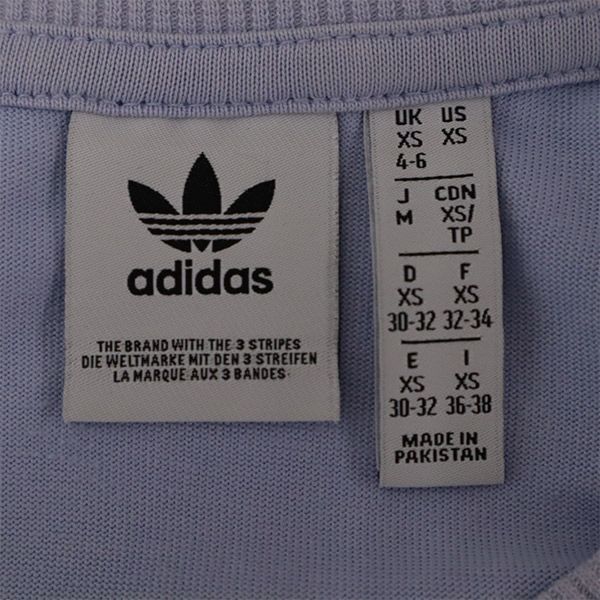 adidas
THE BRAND WITH THE 3 STRIPES
DIE WELTMARKE MIT DEN 3 STREIFEN
LA MARQUE AUX 3 BANDES
UK US
XS XS
4-6
J CDN
M XS/
TP
D F
XS XS
30-32 32-34
E I
XS XS
30-32 36-38
MADE IN
PAKISTAN